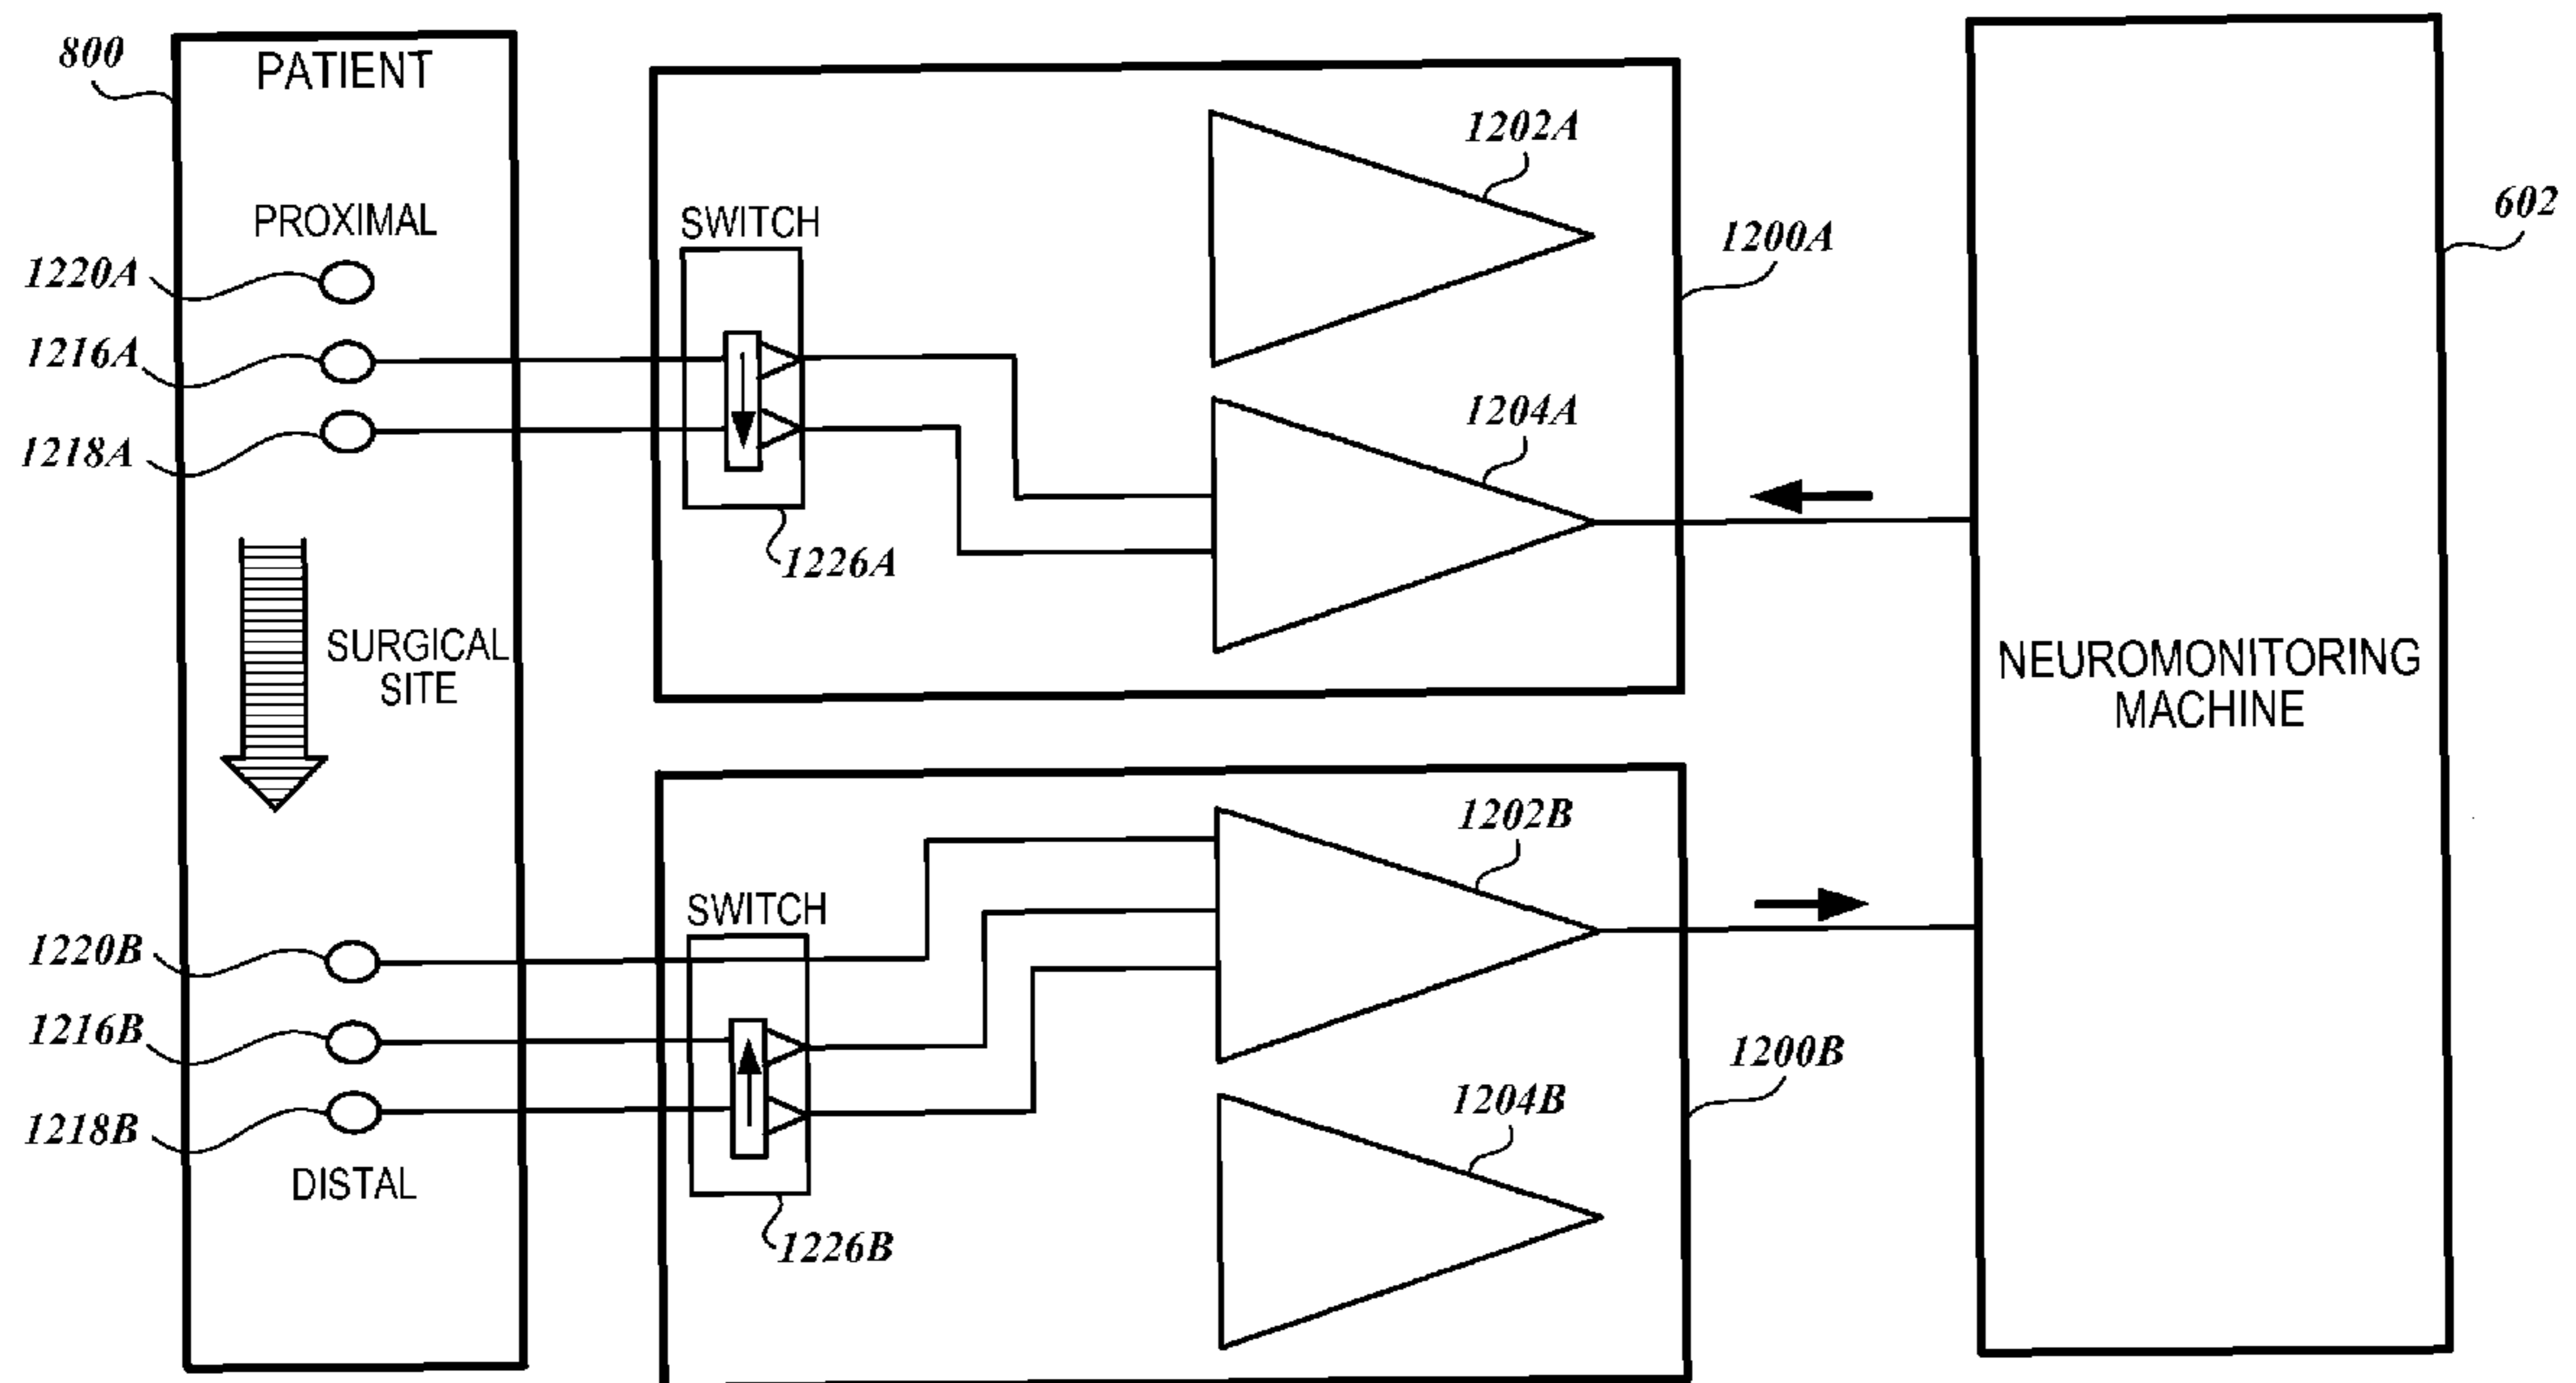 800
PATIENT
PROXIMAL
1220A
1216A
1218A
SURGICAL
SITE
1220B
1216B
1218B
DISTAL
SWITCH
1226A
1202A
1204A
1200A
SWITCH
1226B
1202B
1204B
1200B
602
NEUROMONITORING
MACHINE